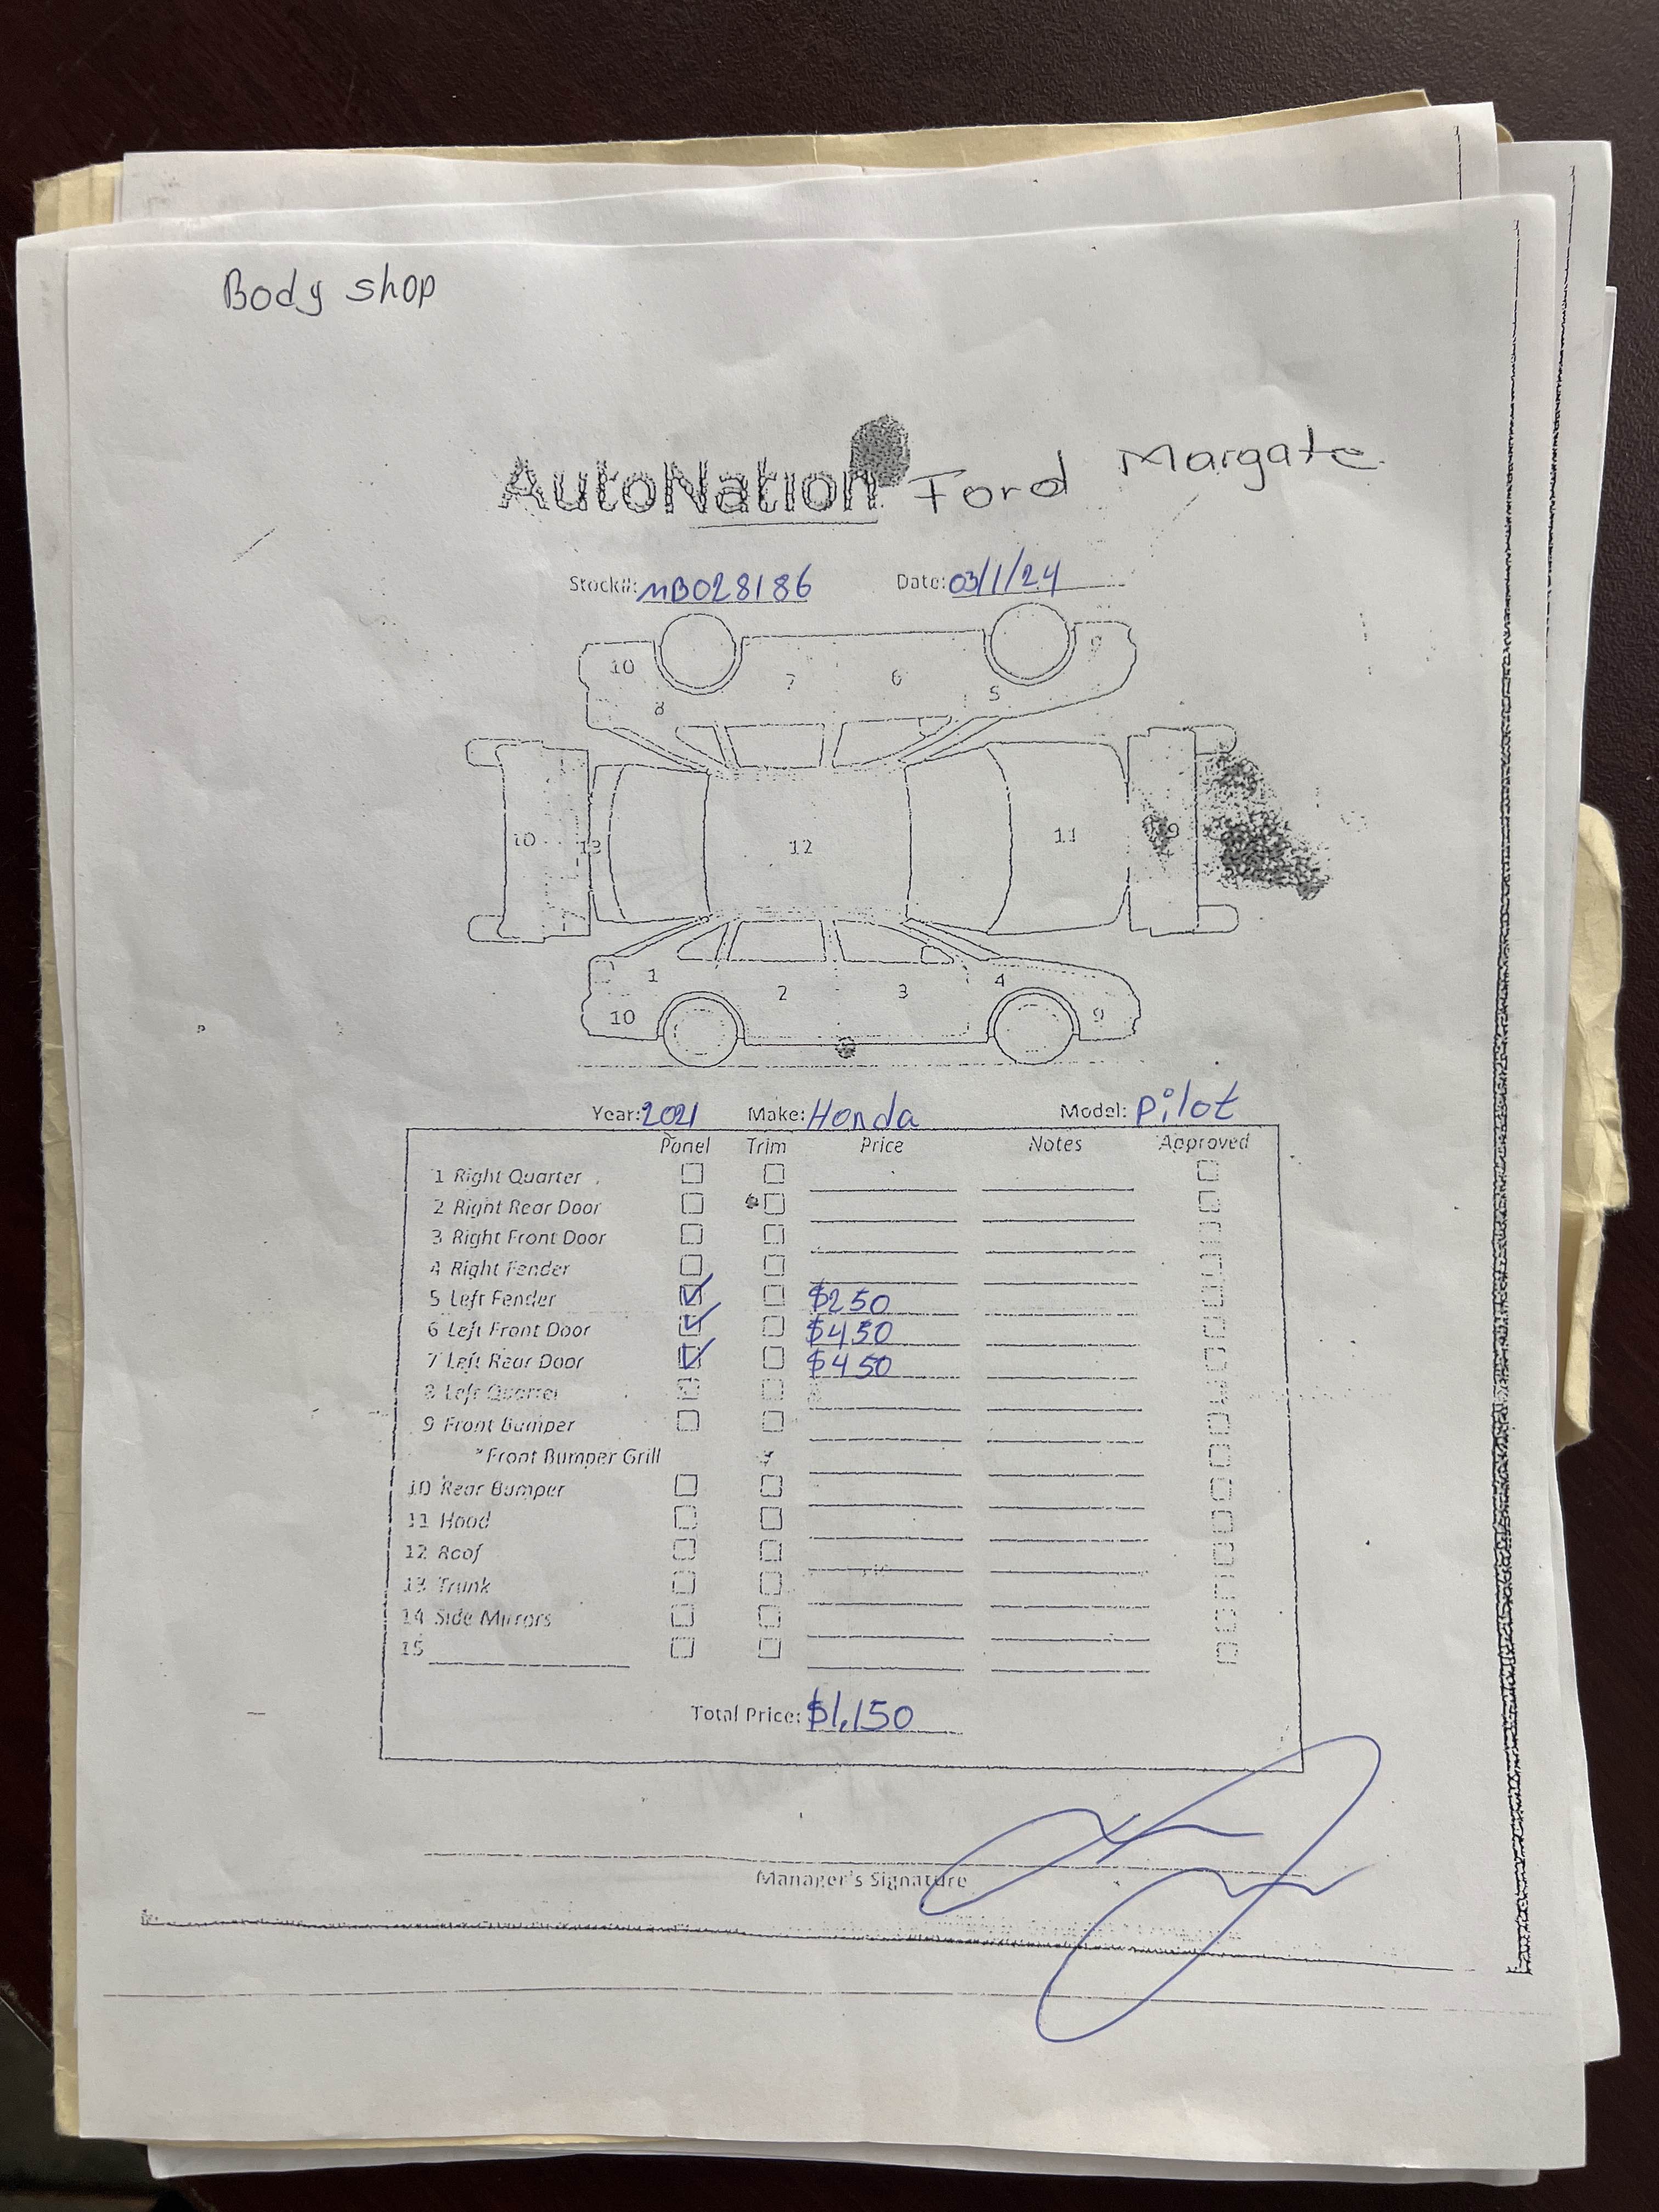 Body shop
AutoNation Ford Margate
Stock#: MB028186 Date: 03/1/24
10 7 6 5 9
8
10 13 12 11 9
1 2 3 4
10 9
Year: 2021 Make: Honda Model: Pilot
Panel Trim Price Notes Approved
1 Right Quarter
2 Right Rear Door
3 Right Front Door
4 Right Fender
5 Left Fender $250
6 Left Front Door $450
7 Left Rear Door $450
8 Left Quarter
9 Front Bumper
*Front Bumper Grill
10 Rear Bumper
11 Hood
12 Roof
13 Trunk
14 Side Mirrors
15
Total Price: $1,150
Manager's Signature